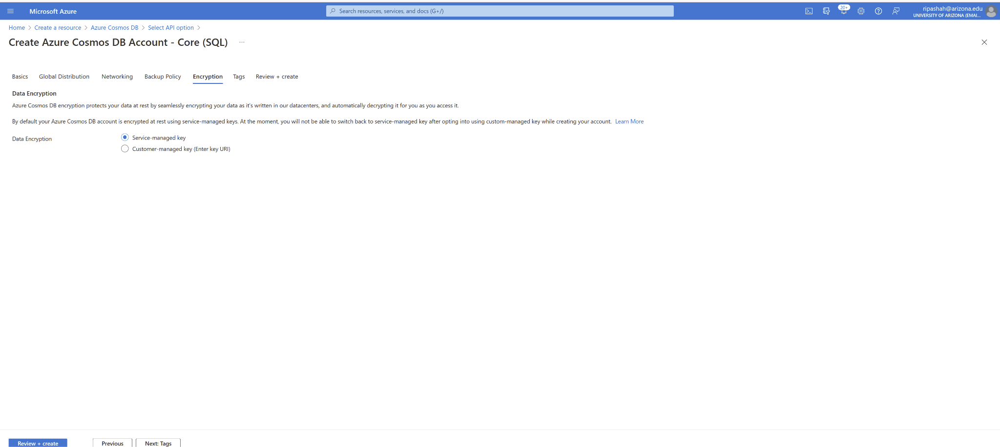 Microsoft Azure
Search resources, services, and docs (G+/)
20+
ripashah@arizona.edu
UNIVERSITY OF ARIZONA (EMAI...
Home > Create a resource > Azure Cosmos DB > Select API option >
Create Azure Cosmos DB Account - Core (SQL) ...
Basics Global Distribution Networking Backup Policy Encryption Tags Review + create
Data Encryption
Azure Cosmos DB encryption protects your data at rest by seamlessly encrypting your data as it's written in our datacenters, and automatically decrypting it for you as you access it.
By default your Azure Cosmos DB account is encrypted at rest using service-managed keys. At the moment, you will not be able to switch back to service-managed key after opting into using custom-managed key while creating your account. Learn More
Data Encryption
Service-managed key
Customer-managed key (Enter key URI)
Review + create Previous Next: Tags